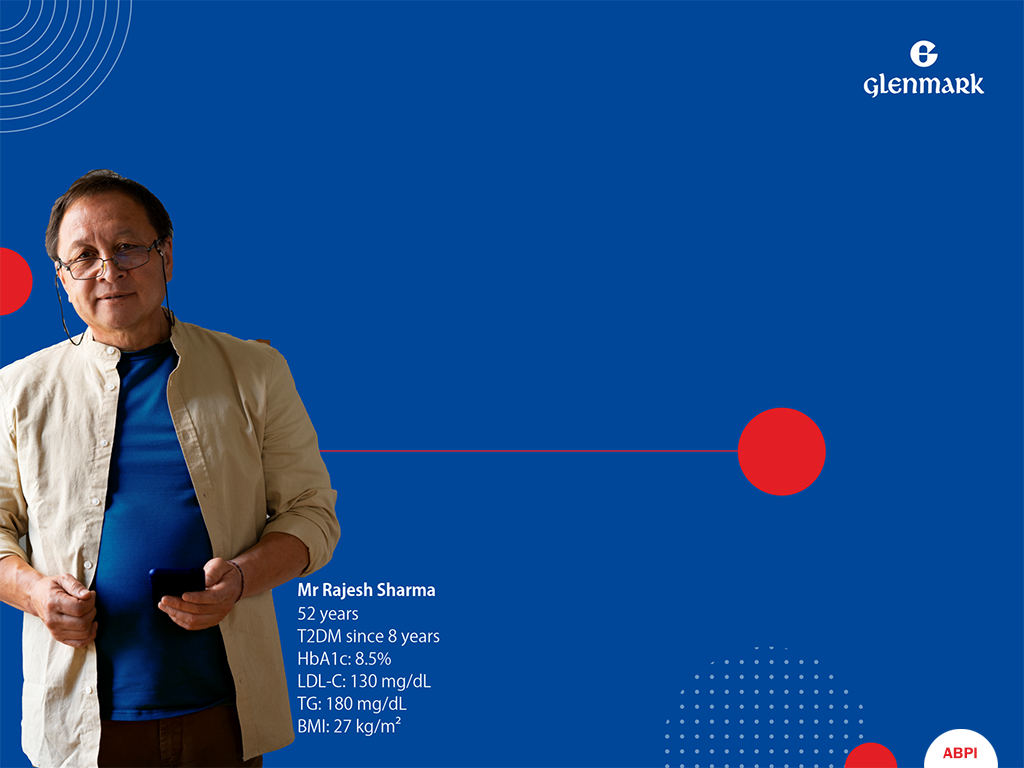 GLENMARK
Mr Rajesh Sharma
52 years
T2DM since 8 years
HbA1c: 8.5%
LDL-C: 130 mg/dL
TG: 180 mg/dL
BMI: 27 kg/m²
ABPI